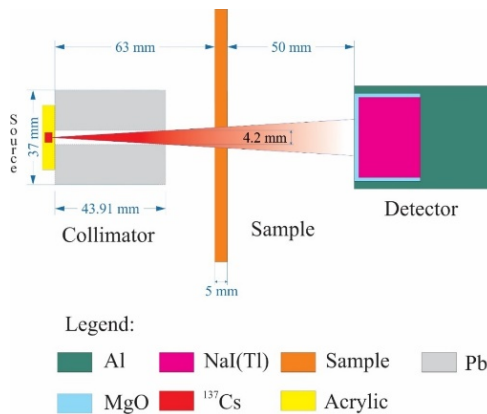 63 mm
50 mm
Source
37 mm
4.2 mm
43.91 mm
Collimator
Sample
Detector
5 mm
Legend:
Al
NaI(Tl)
Sample
Pb
MgO
¹³⁷Cs
Acrylic